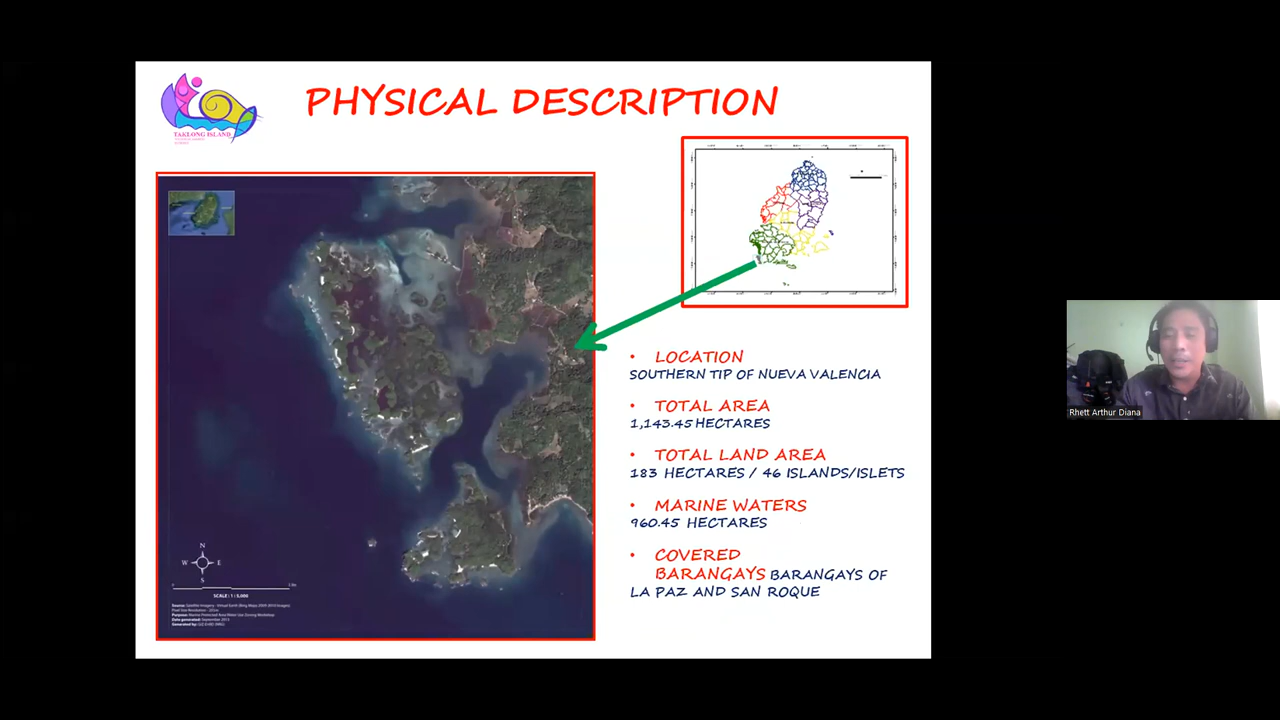 TAKLONG ISLAND
PHYSICAL DESCRIPTION
N
W E
S
SCALE: 1:5,000
• LOCATION
SOUTHERN TIP OF NUEVA VALENCIA
• TOTAL AREA
1,143.45 HECTARES
• TOTAL LAND AREA
183 HECTARES / 46 ISLANDS/ISLETS
• MARINE WATERS
960.45 HECTARES
• COVERED
BARANGAYS BARANGAYS OF
LA PAZ AND SAN ROQUE
Rhett Arthur Diana